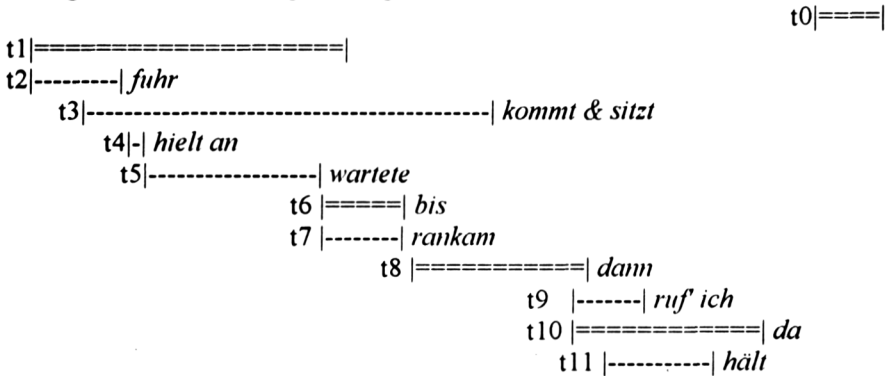 t0|====|
t1|====================|
t2|---------| fuhr
t3|----------------------------------------| kommt & sitzt
t4|-| hielt an
t5|-----------------| wartete
t6 |=====| bis
t7 |--------| rankam
t8 |===========| dann
t9 |-------| ruf' ich
t10|============| da
t11 |-----------| hält